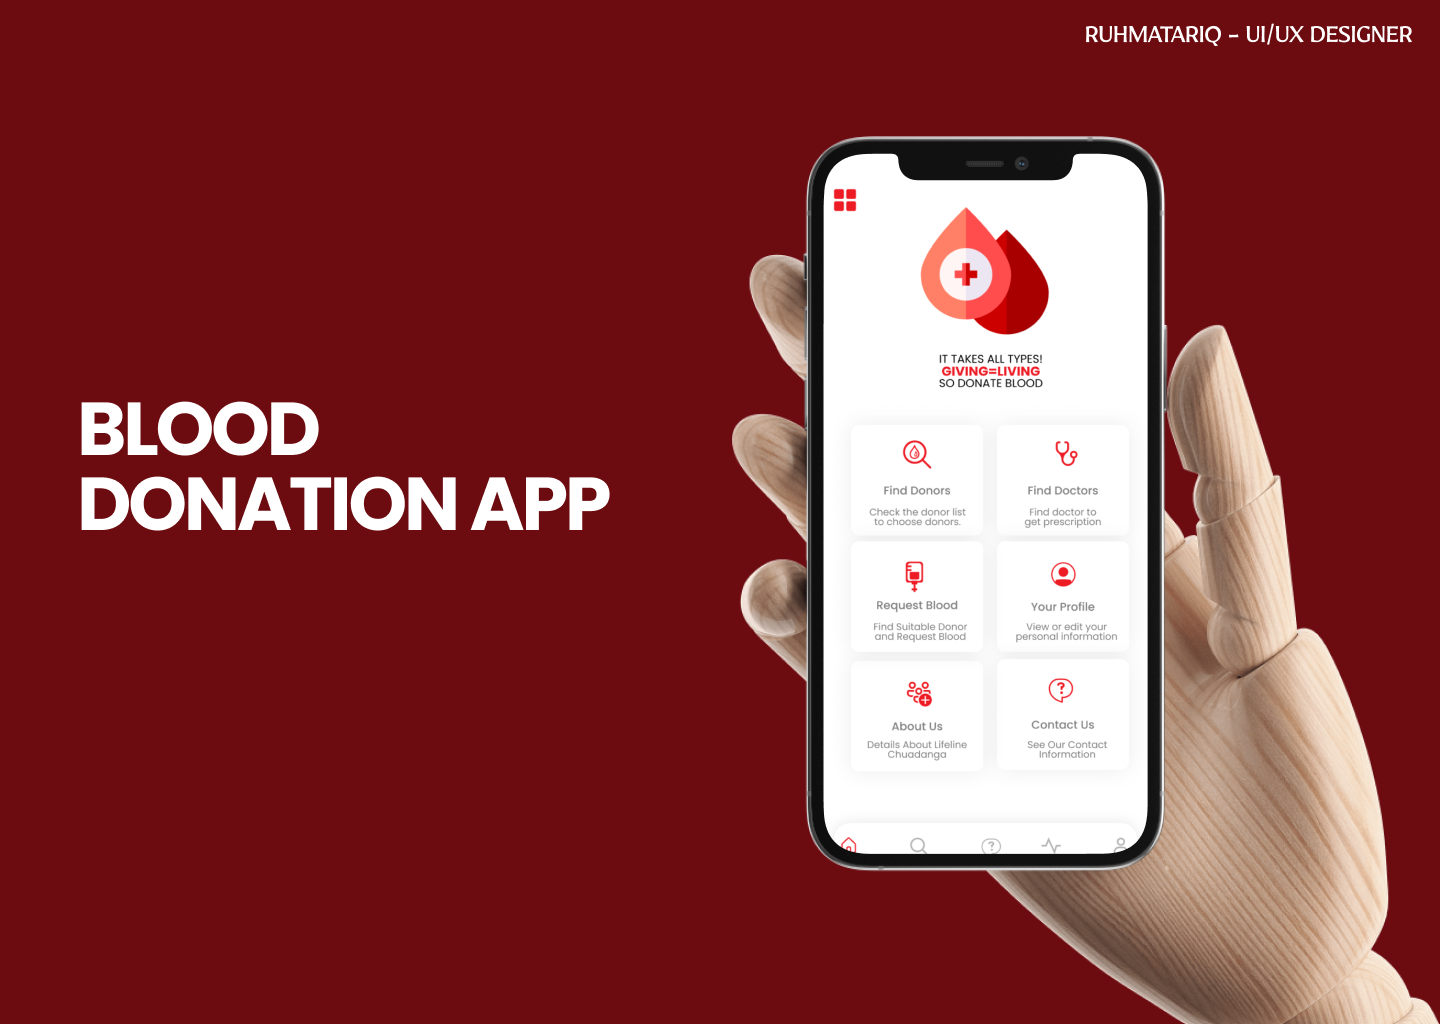 RUHMATARIQ - UI/UX DESIGNER
BLOOD
DONATION APP
IT TAKES ALL TYPES!
GIVING=LIVING
SO DONATE BLOOD
Find Donors
Check the donor list
to choose donors.
Find Doctors
Find doctor to
get prescription
Request Blood
Find Suitable Donor
and Request Blood
Your Profile
View or edit your
personal information
About Us
Details About Lifeline
Chuadanga
Contact Us
See Our Contact
Information